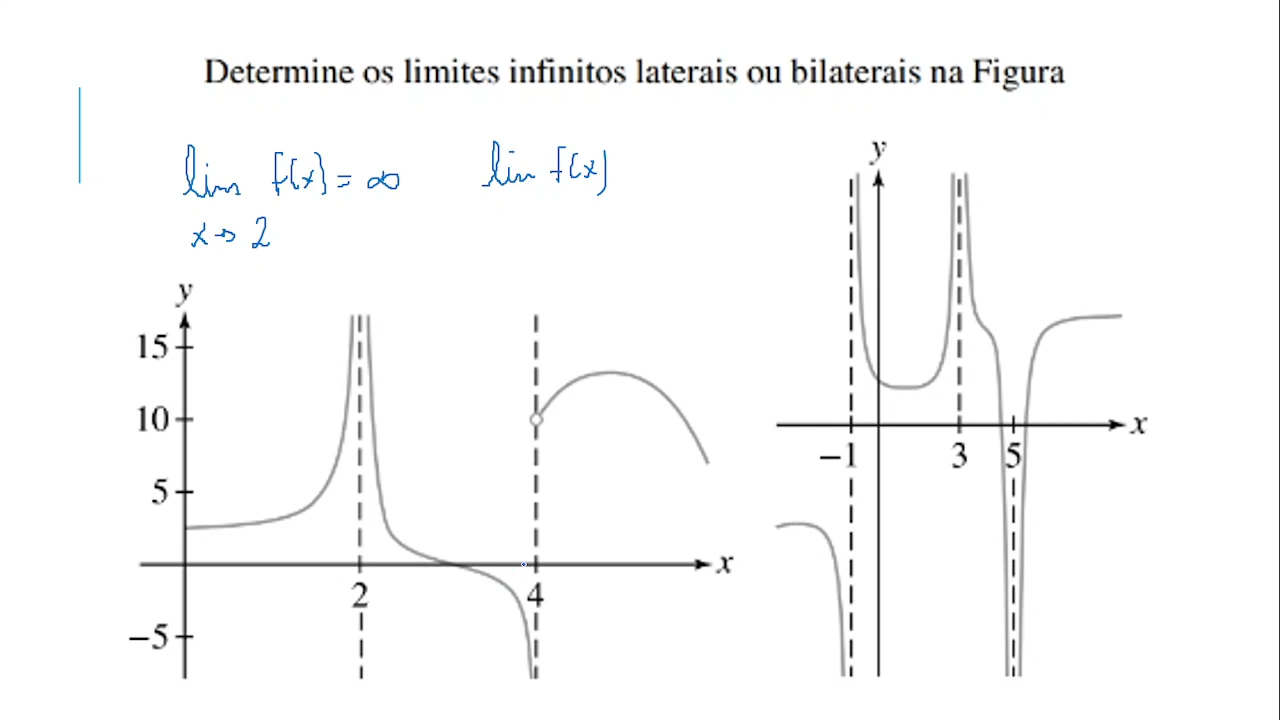 Determine os limites infinitos laterais ou bilaterais na Figura
lim f(x) = ∞
x→2
lim f(x)
y
15
10
5
−5
2
4
x
y
−1
3
5
x